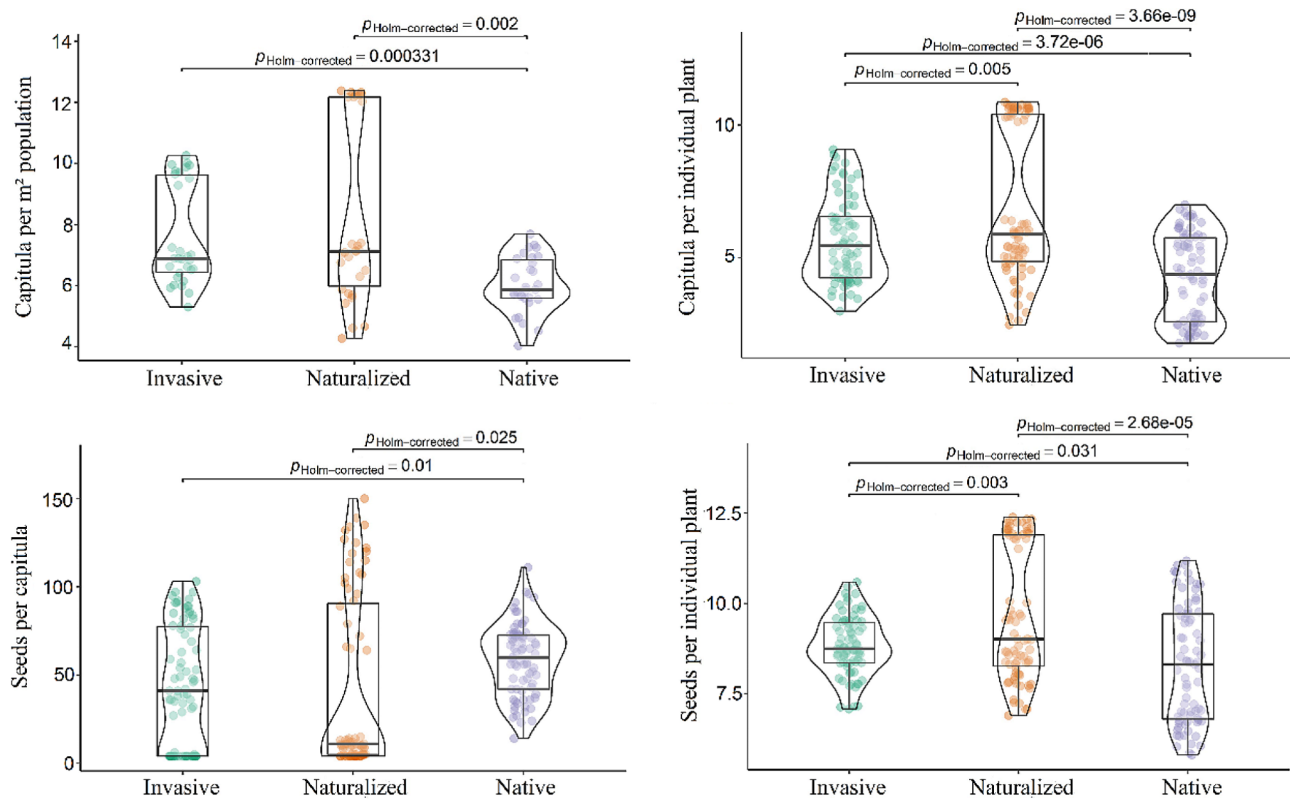 pHolm−corrected = 0.002
pHolm−corrected = 0.000331
Capitula per m² population
14
12
10
8
6
4
Invasive
Naturalized
Native
pHolm−corrected = 3.66e-09
pHolm−corrected = 3.72e-06
pHolm−corrected = 0.005
Capitula per individual plant
10
5
Invasive
Naturalized
Native
pHolm−corrected = 0.025
pHolm−corrected = 0.01
Seeds per capitula
150
100
50
0
Invasive
Naturalized
Native
pHolm−corrected = 2.68e-05
pHolm−corrected = 0.031
pHolm−corrected = 0.003
Seeds per individual plant
12.5
10.0
7.5
Invasive
Naturalized
Native